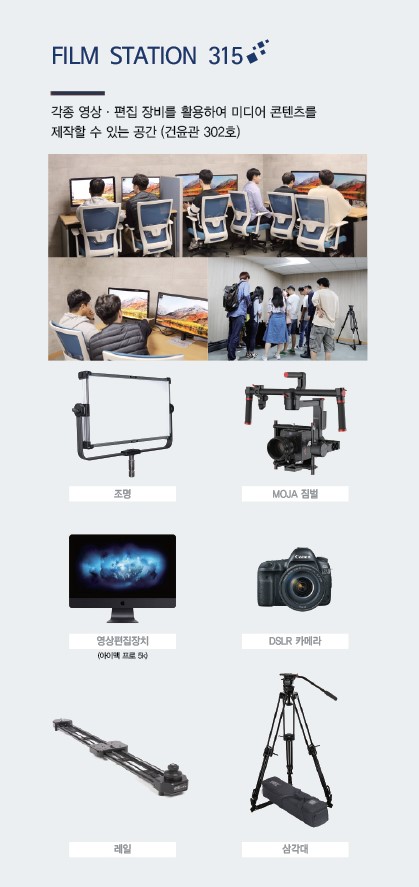 FILM STATION 315
각종 영상 · 편집 장비를 활용하여 미디어 콘텐츠를
제작할 수 있는 공간 (건윤관 302호)
조명
MOJA 짐벌
Canon
영상편집장치
DSLR 카메라
(아이맥 프로 5k)
레일
삼각대